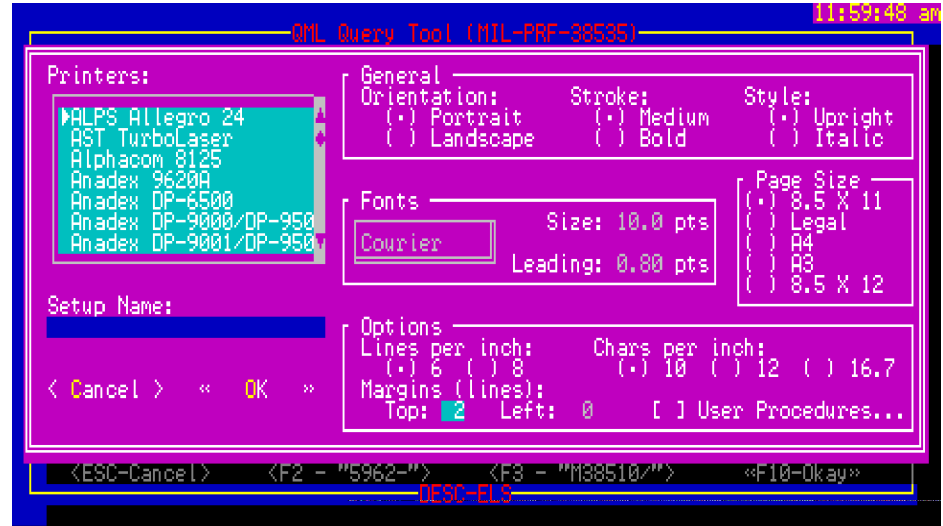 11:59:48 am
QML Query Tool (MIL-PRF-38535)
Printers:
ALPS Allegro 24
AST TurboLaser
Alphacom 8125
Anadex 9620A
Anadex DP-6500
Anadex DP-9000/DP-950
Anadex DP-9001/DP-950
Setup Name:
< Cancel > « OK »
General
Orientation: Stroke: Style:
(·) Portrait (·) Medium (·) Upright
( ) Landscape ( ) Bold ( ) Italic
Fonts
Size: 10.0 pts
Courier
Leading: 0.80 pts
Page Size
(·) 8.5 X 11
( ) Legal
( ) A4
( ) A3
( ) 8.5 X 12
Options
Lines per inch: Chars per inch:
(·) 6 ( ) 8 (·) 10 ( ) 12 ( ) 16.7
Margins (lines):
Top: 2 Left: 0 [ ] User Procedures...
<ESC-Cancel> <F2 - "5962-"> <F3 - "M38510/"> «F10-Okay»
DESC-ELS